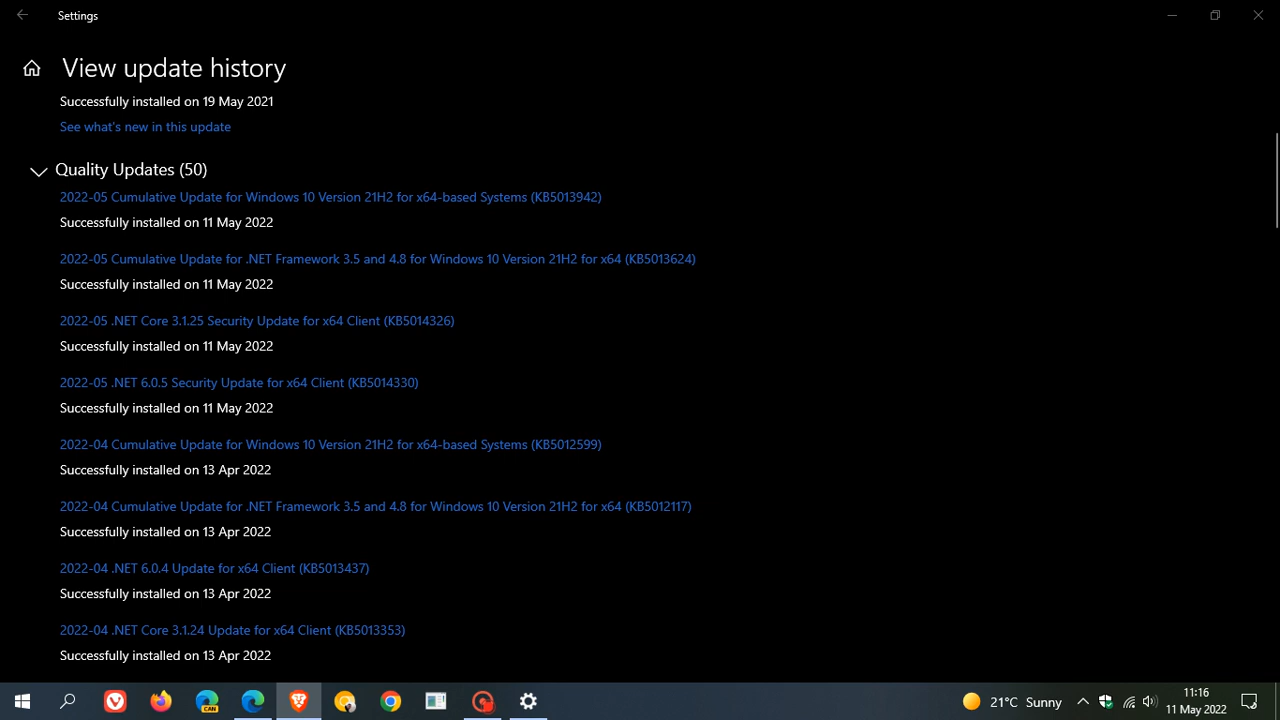 Settings
View update history
Successfully installed on 19 May 2021
See what's new in this update
Quality Updates (50)
2022-05 Cumulative Update for Windows 10 Version 21H2 for x64-based Systems (KB5013942)
Successfully installed on 11 May 2022
2022-05 Cumulative Update for .NET Framework 3.5 and 4.8 for Windows 10 Version 21H2 for x64 (KB5013624)
Successfully installed on 11 May 2022
2022-05 .NET Core 3.1.25 Security Update for x64 Client (KB5014326)
Successfully installed on 11 May 2022
2022-05 .NET 6.0.5 Security Update for x64 Client (KB5014330)
Successfully installed on 11 May 2022
2022-04 Cumulative Update for Windows 10 Version 21H2 for x64-based Systems (KB5012599)
Successfully installed on 13 Apr 2022
2022-04 Cumulative Update for .NET Framework 3.5 and 4.8 for Windows 10 Version 21H2 for x64 (KB5012117)
Successfully installed on 13 Apr 2022
2022-04 .NET 6.0.4 Update for x64 Client (KB5013437)
Successfully installed on 13 Apr 2022
2022-04 .NET Core 3.1.24 Update for x64 Client (KB5013353)
Successfully installed on 13 Apr 2022
CAN
21°C Sunny
11:16
11 May 2022